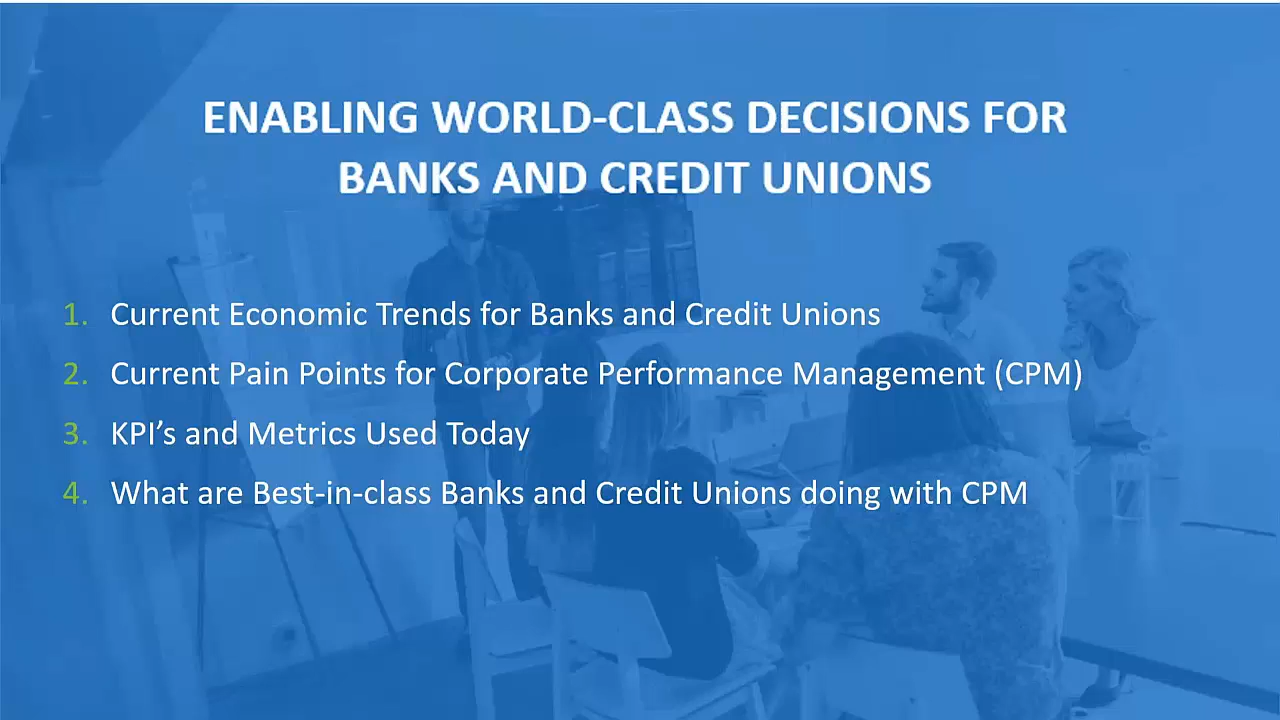 ENABLING WORLD-CLASS DECISIONS FOR
BANKS AND CREDIT UNIONS
1. Current Economic Trends for Banks and Credit Unions
2. Current Pain Points for Corporate Performance Management (CPM)
3. KPI’s and Metrics Used Today
4. What are Best-in-class Banks and Credit Unions doing with CPM